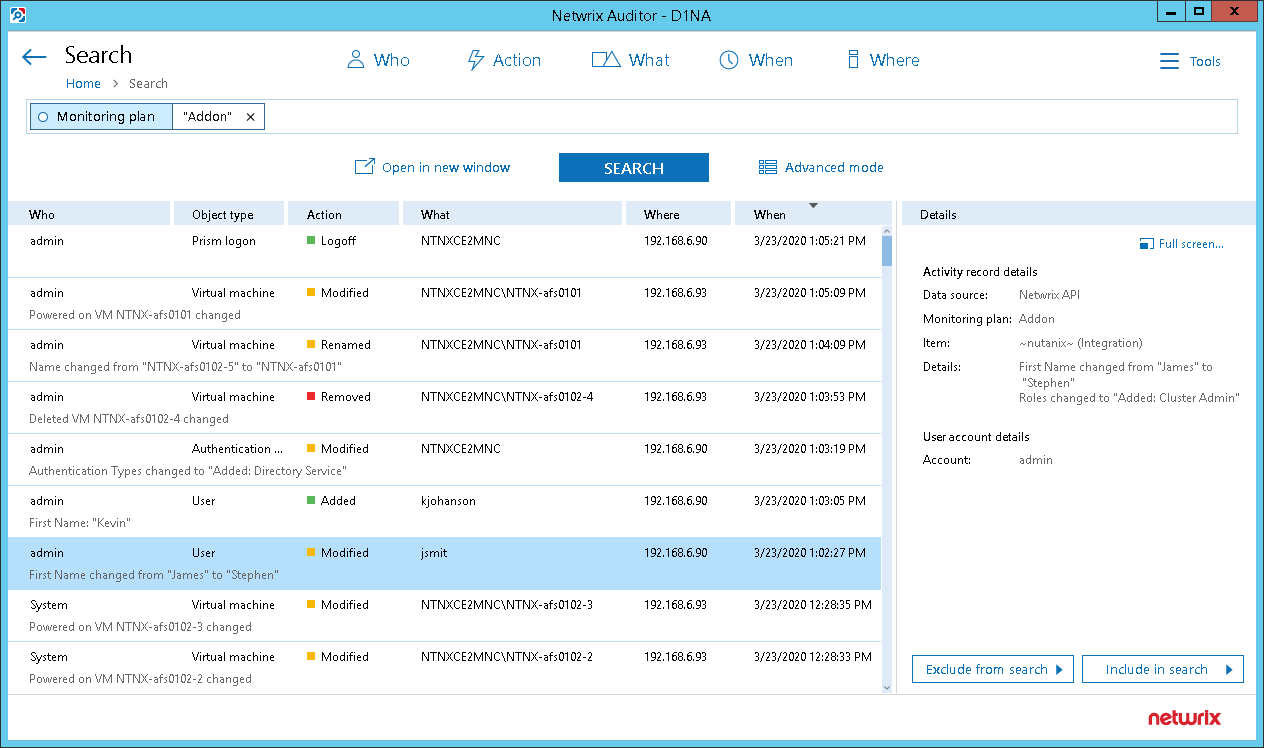 Netwrix Auditor - D1NA
Search
Who Action What When Where Tools
Home > Search
Monitoring plan "Addon" ✕
Open in new window SEARCH Advanced mode
Who Object type Action What Where When Details
admin Prism logon Logoff NTNXCE2MNC 192.168.6.90 3/23/2020 1:05:21 PM
admin Virtual machine Modified NTNXCE2MNC\NTNX-afs0101 192.168.6.93 3/23/2020 1:05:09 PM
Powered on VM NTNX-afs0101 changed
admin Virtual machine Renamed NTNXCE2MNC\NTNX-afs0101 192.168.6.93 3/23/2020 1:04:09 PM
Name changed from "NTNX-afs0102-5" to "NTNX-afs0101"
admin Virtual machine Removed NTNXCE2MNC\NTNX-afs0102-4 192.168.6.93 3/23/2020 1:03:53 PM
Deleted VM NTNX-afs0102-4 changed
admin Authentication ... Modified NTNXCE2MNC 192.168.6.90 3/23/2020 1:03:19 PM
Authentication Types changed to "Added: Directory Service"
admin User Added kjohanson 192.168.6.90 3/23/2020 1:03:05 PM
First Name: "Kevin"
admin User Modified jsmit 192.168.6.90 3/23/2020 1:02:27 PM
First Name changed from "James" to "Stephen"
System Virtual machine Modified NTNXCE2MNC\NTNX-afs0102-3 192.168.6.93 3/23/2020 12:28:35 PM
Powered on VM NTNX-afs0102-3 changed
System Virtual machine Modified NTNXCE2MNC\NTNX-afs0102-2 192.168.6.93 3/23/2020 12:28:33 PM
Powered on VM NTNX-afs0102-2 changed
Full screen...
Activity record details
Data source: Netwrix API
Monitoring plan: Addon
Item: ~nutanix~ (Integration)
Details: First Name changed from "James" to
"Stephen"
Roles changed to "Added: Cluster Admin"
User account details
Account: admin
Exclude from search Include in search
netwrix